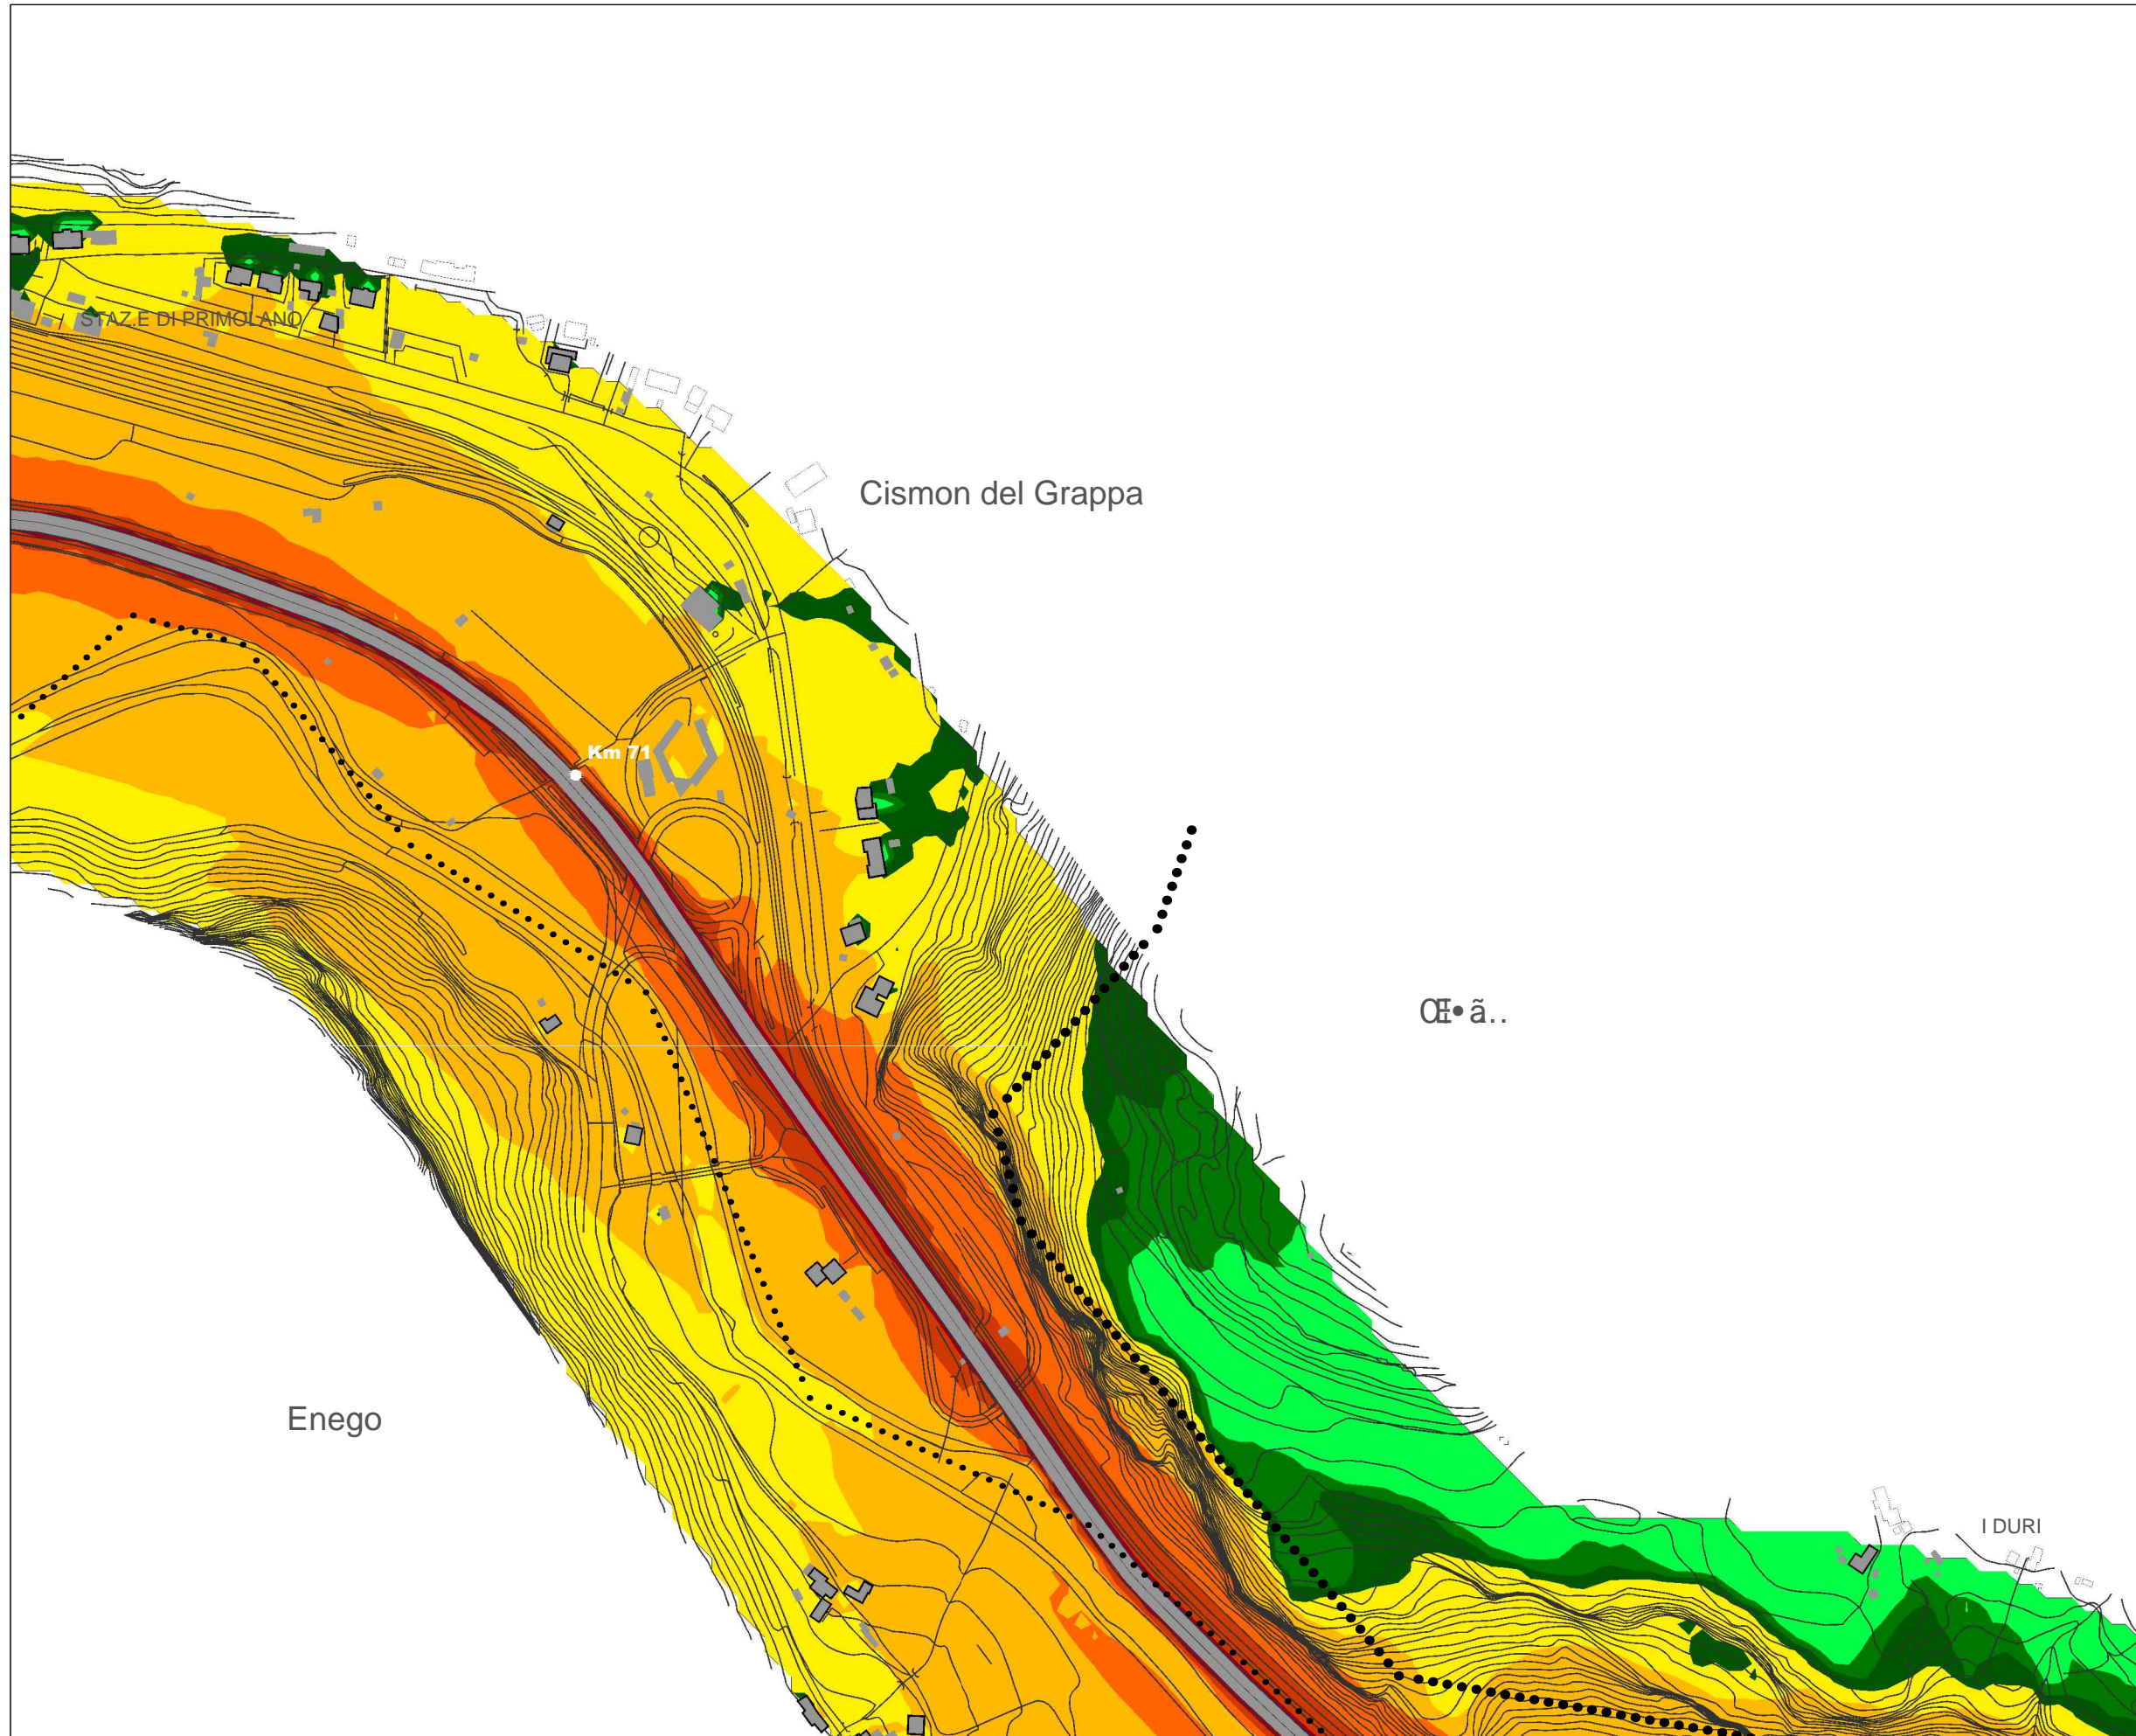 STAZ.E DI PRIMOLANO
Cismon del Grappa
Km 71
Enego
I DURI